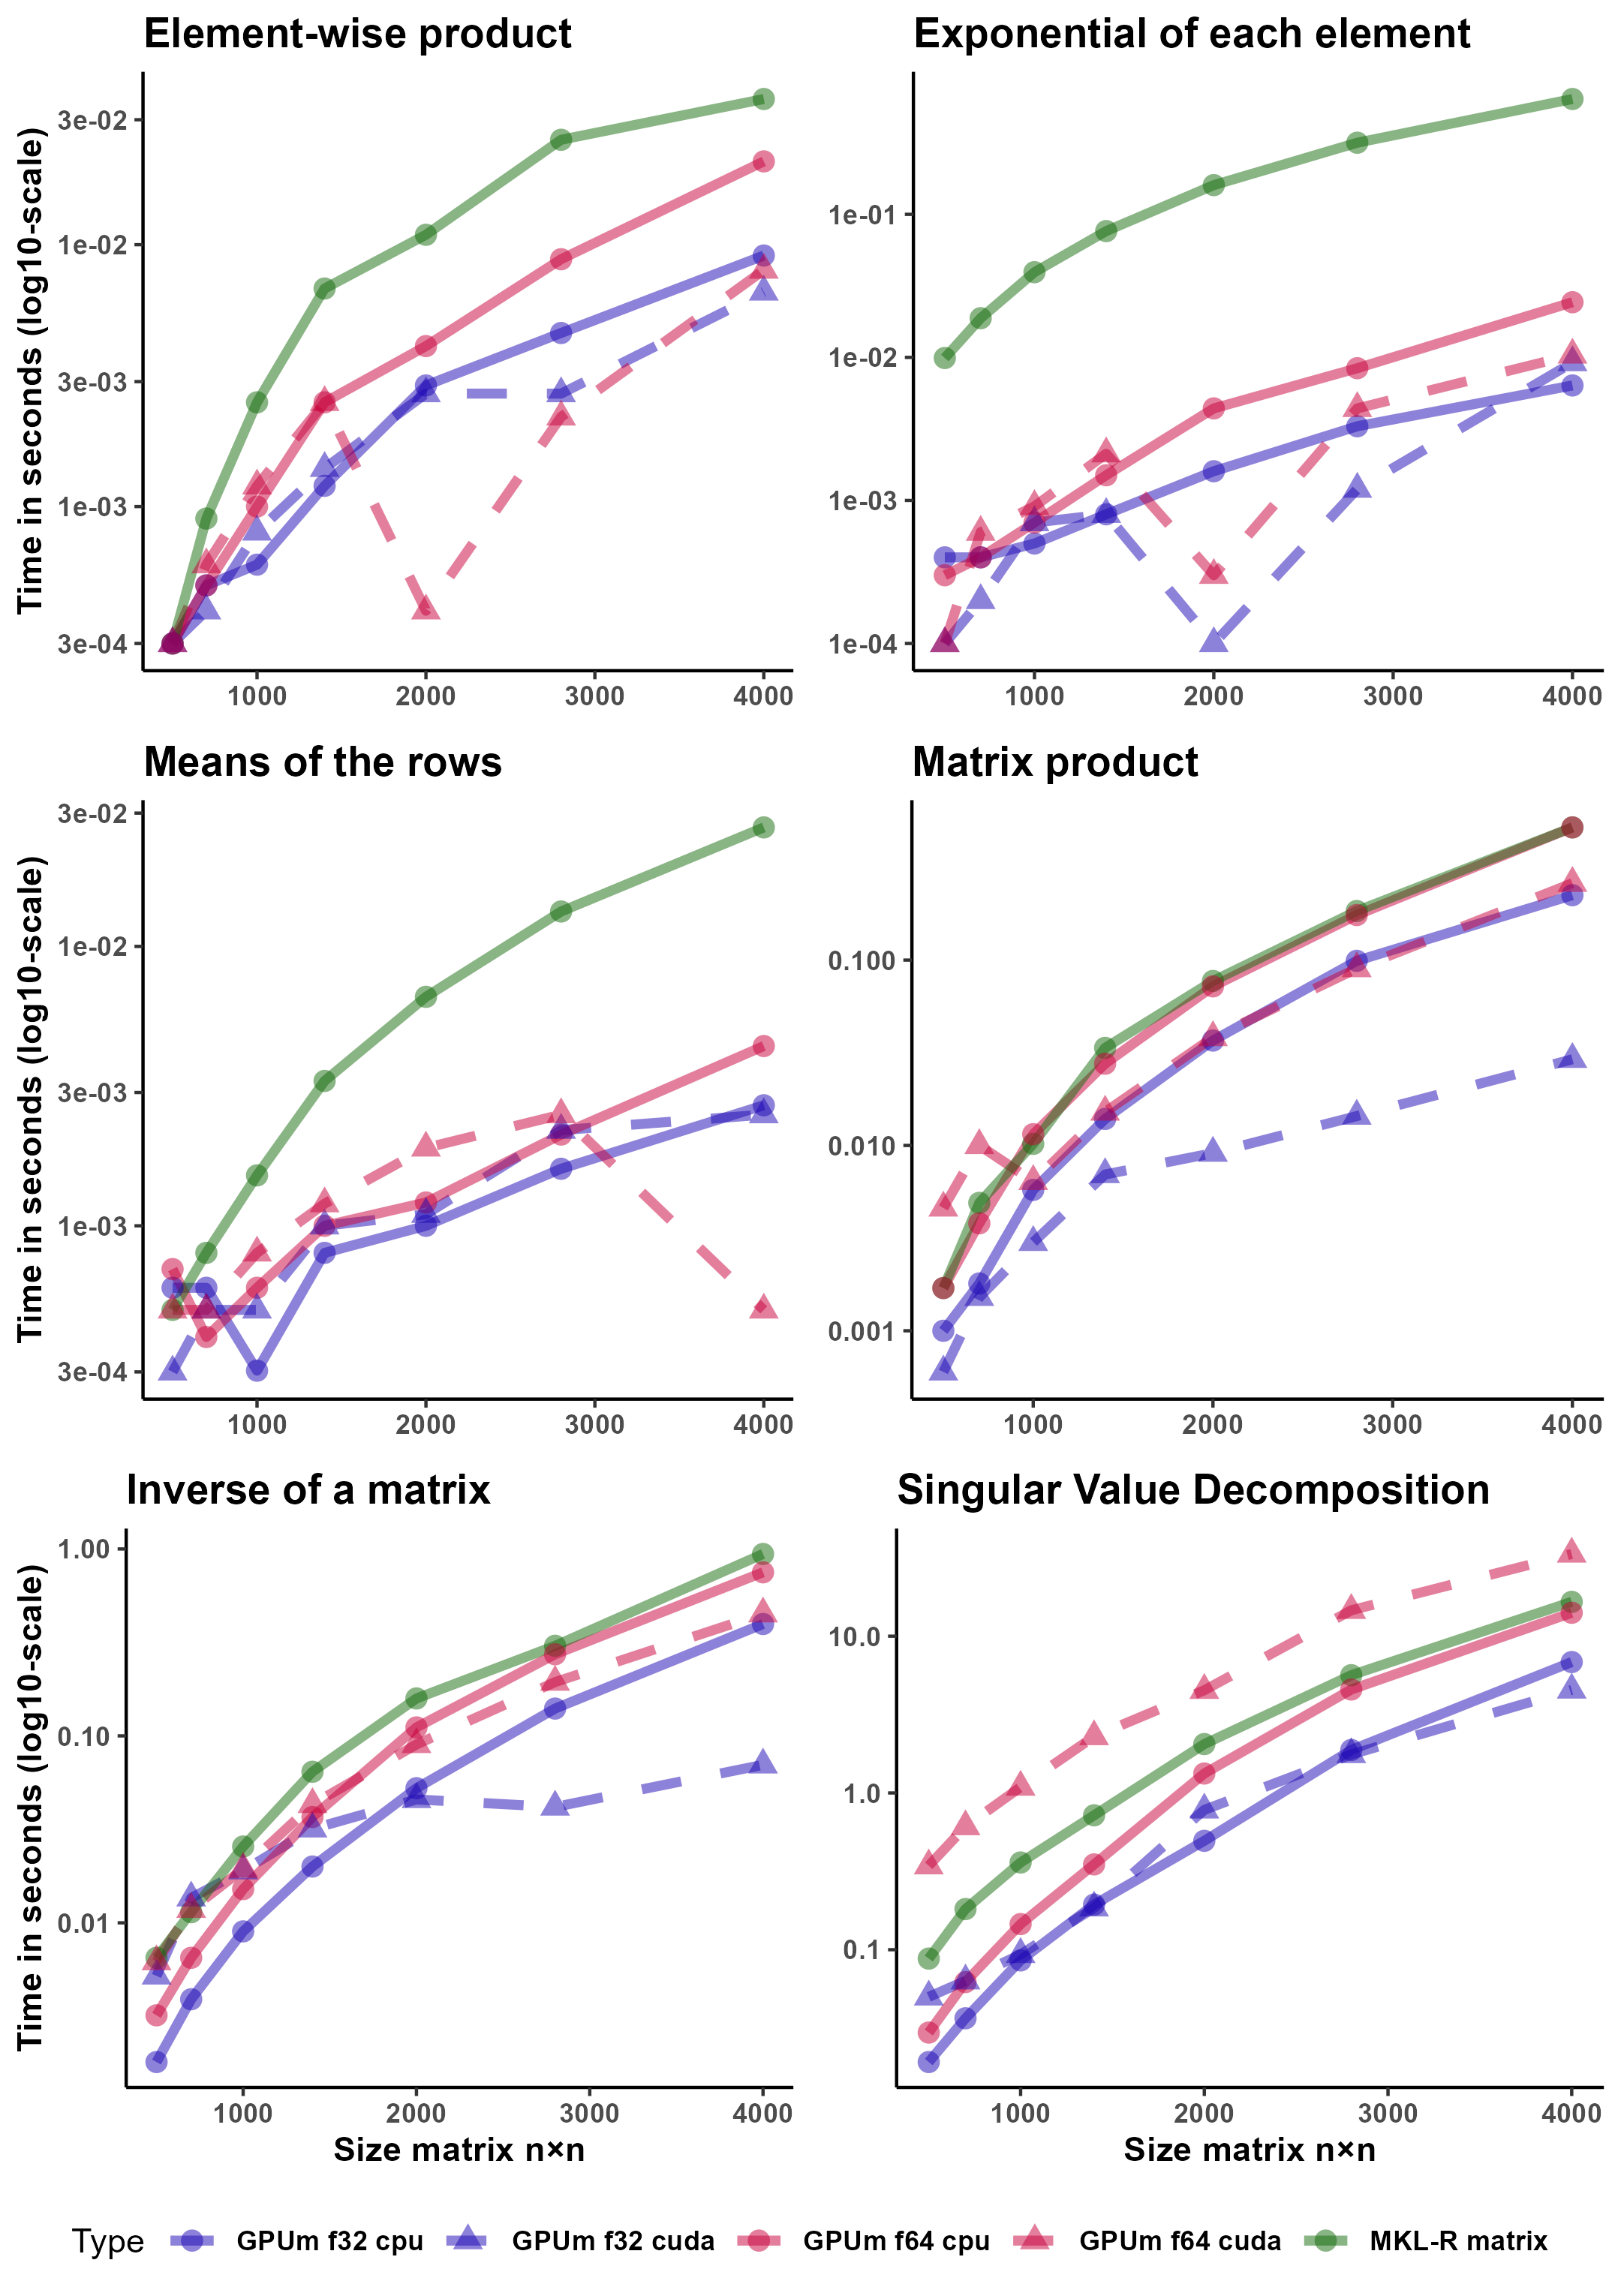 Element-wise product
Exponential of each element
Time in seconds (log10-scale)
3e-02
1e-02
3e-03
1e-03
3e-04
1000 2000 3000 4000
1e-01
1e-02
1e-03
1e-04
1000 2000 3000 4000
Means of the rows
Matrix product
Time in seconds (log10-scale)
3e-02
1e-02
3e-03
1e-03
3e-04
1000 2000 3000 4000
0.100
0.010
0.001
1000 2000 3000 4000
Inverse of a matrix
Singular Value Decomposition
Time in seconds (log10-scale)
1.00
0.10
0.01
1000 2000 3000 4000
Size matrix n×n
10.0
1.0
0.1
1000 2000 3000 4000
Size matrix n×n
Type GPUm f32 cpu GPUm f32 cuda GPUm f64 cpu GPUm f64 cuda MKL-R matrix